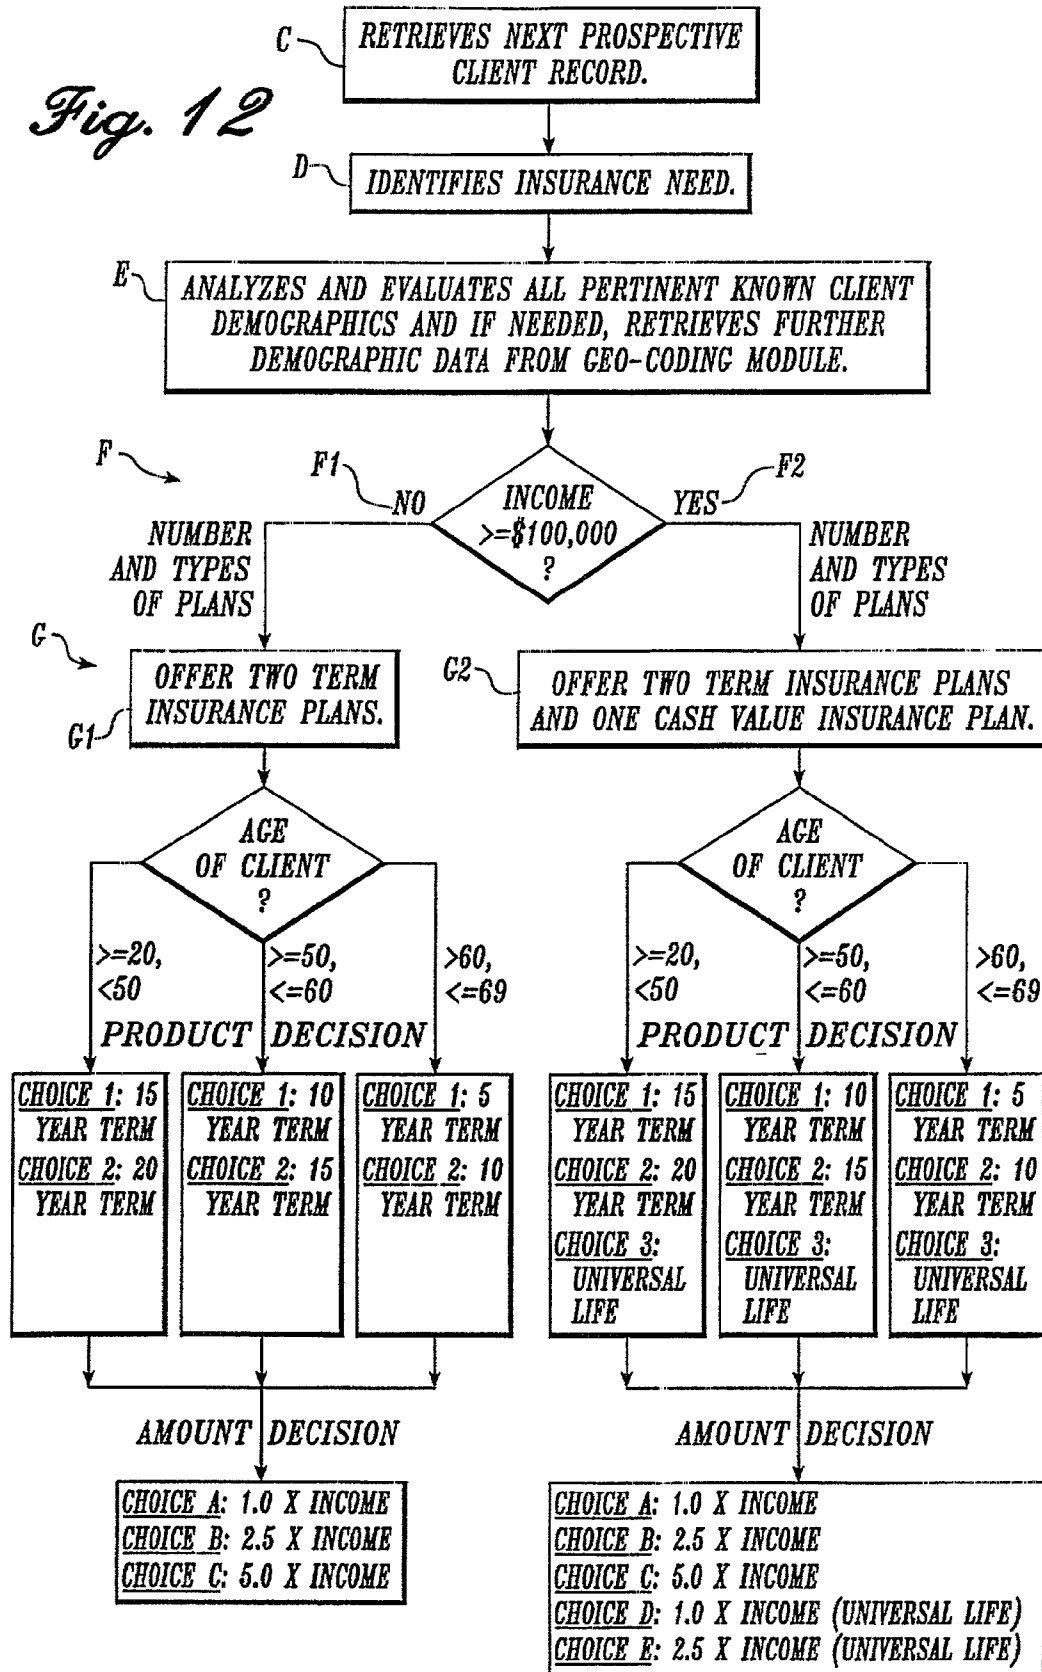 Fig. 12
C
RETRIEVES NEXT PROSPECTIVE
CLIENT RECORD.
D
IDENTIFIES INSURANCE NEED.
E
ANALYZES AND EVALUATES ALL PERTINENT KNOWN CLIENT
DEMOGRAPHICS AND IF NEEDED, RETRIEVES FURTHER
DEMOGRAPHIC DATA FROM GEO-CODING MODULE.
F
F1
NO
INCOME
>=$100,000
?
YES
F2
NUMBER
AND TYPES
OF PLANS
NUMBER
AND TYPES
OF PLANS
G
OFFER TWO TERM
INSURANCE PLANS.
G1
G2
OFFER TWO TERM INSURANCE PLANS
AND ONE CASH VALUE INSURANCE PLAN.
AGE
OF CLIENT
?
>=20,
<50
>=50,
<=60
>60,
<=69
PRODUCT DECISION
CHOICE 1: 15
YEAR TERM
CHOICE 2: 20
YEAR TERM
CHOICE 1: 10
YEAR TERM
CHOICE 2: 15
YEAR TERM
CHOICE 1: 5
YEAR TERM
CHOICE 2: 10
YEAR TERM
AMOUNT DECISION
CHOICE A: 1.0 X INCOME
CHOICE B: 2.5 X INCOME
CHOICE C: 5.0 X INCOME
AGE
OF CLIENT
?
>=20,
<50
>=50,
<=60
>60,
<=69
PRODUCT DECISION
CHOICE 1: 15
YEAR TERM
CHOICE 2: 20
YEAR TERM
CHOICE 3:
UNIVERSAL
LIFE
CHOICE 1: 10
YEAR TERM
CHOICE 2: 15
YEAR TERM
CHOICE 3:
UNIVERSAL
LIFE
CHOICE 1: 5
YEAR TERM
CHOICE 2: 10
YEAR TERM
CHOICE 3:
UNIVERSAL
LIFE
AMOUNT DECISION
CHOICE A: 1.0 X INCOME
CHOICE B: 2.5 X INCOME
CHOICE C: 5.0 X INCOME
CHOICE D: 1.0 X INCOME (UNIVERSAL LIFE)
CHOICE E: 2.5 X INCOME (UNIVERSAL LIFE)